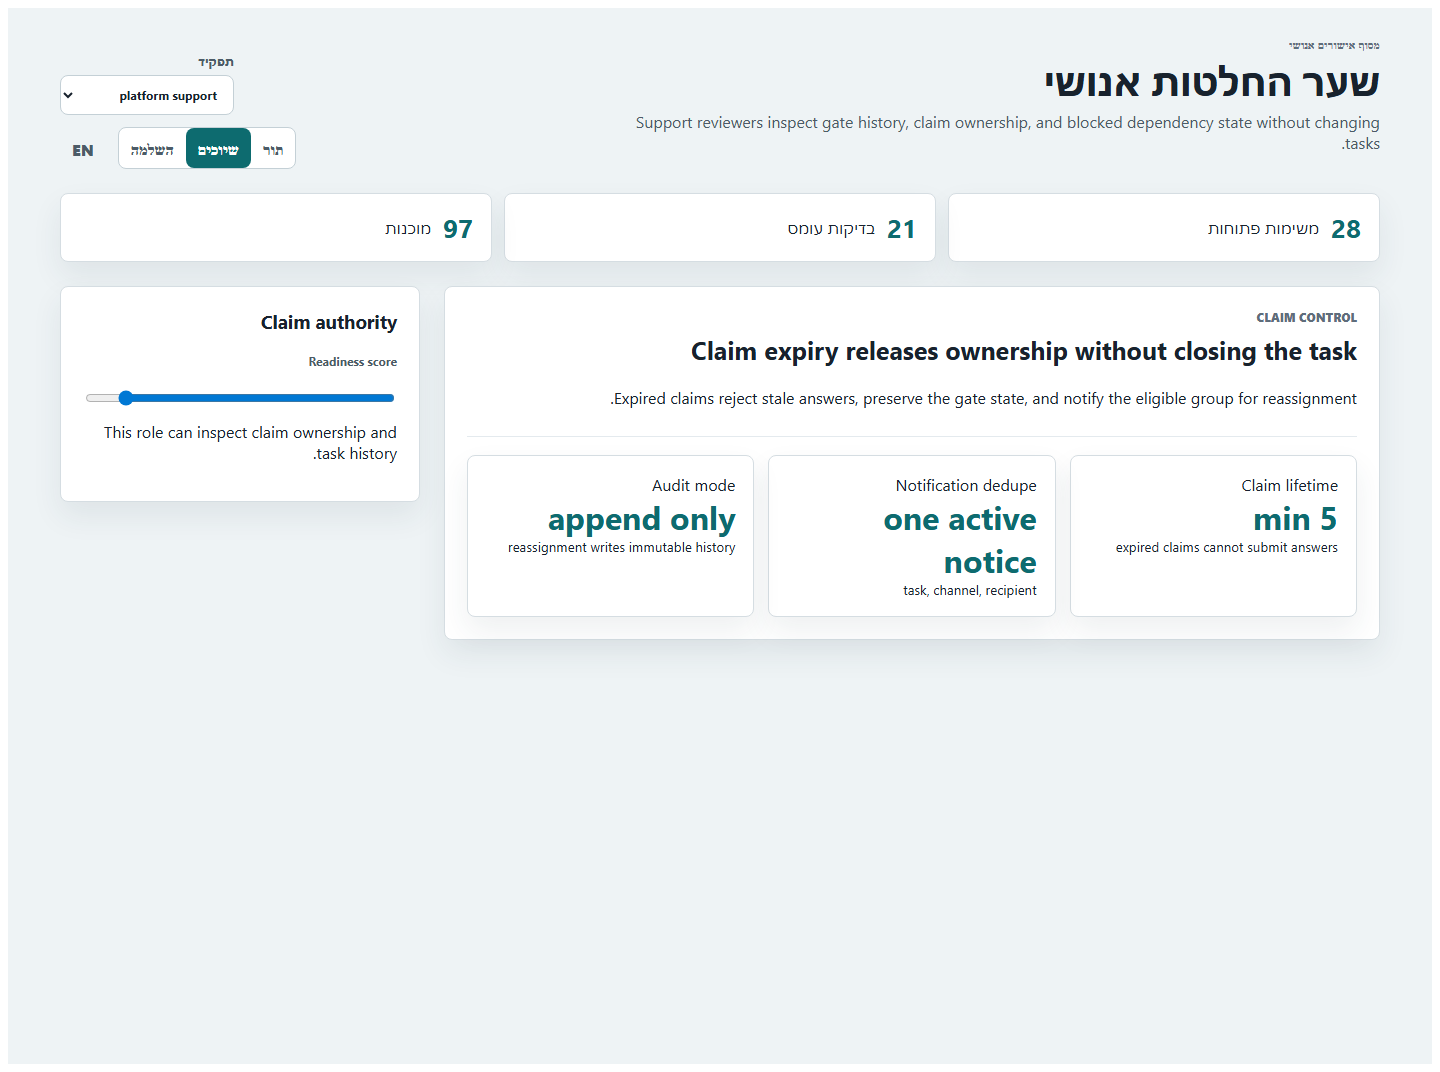 מסוף אישורים אנושי
שער החלטות אנושי
Support reviewers inspect gate history, claim ownership, and blocked dependency state without changing
tasks.
תפקיד
platform support
תור
שיוכים
השלמה
EN
28 משימות פתוחות
21 בדיקות עומס
97 מוכנות
CLAIM CONTROL
Claim expiry releases ownership without closing the task
Expired claims reject stale answers, preserve the gate state, and notify the eligible group for reassignment.
Claim lifetime
5 min
expired claims cannot submit answers
Notification dedupe
one active
notice
task, channel, recipient
Audit mode
append only
reassignment writes immutable history
Claim authority
Readiness score
This role can inspect claim ownership and
task history.